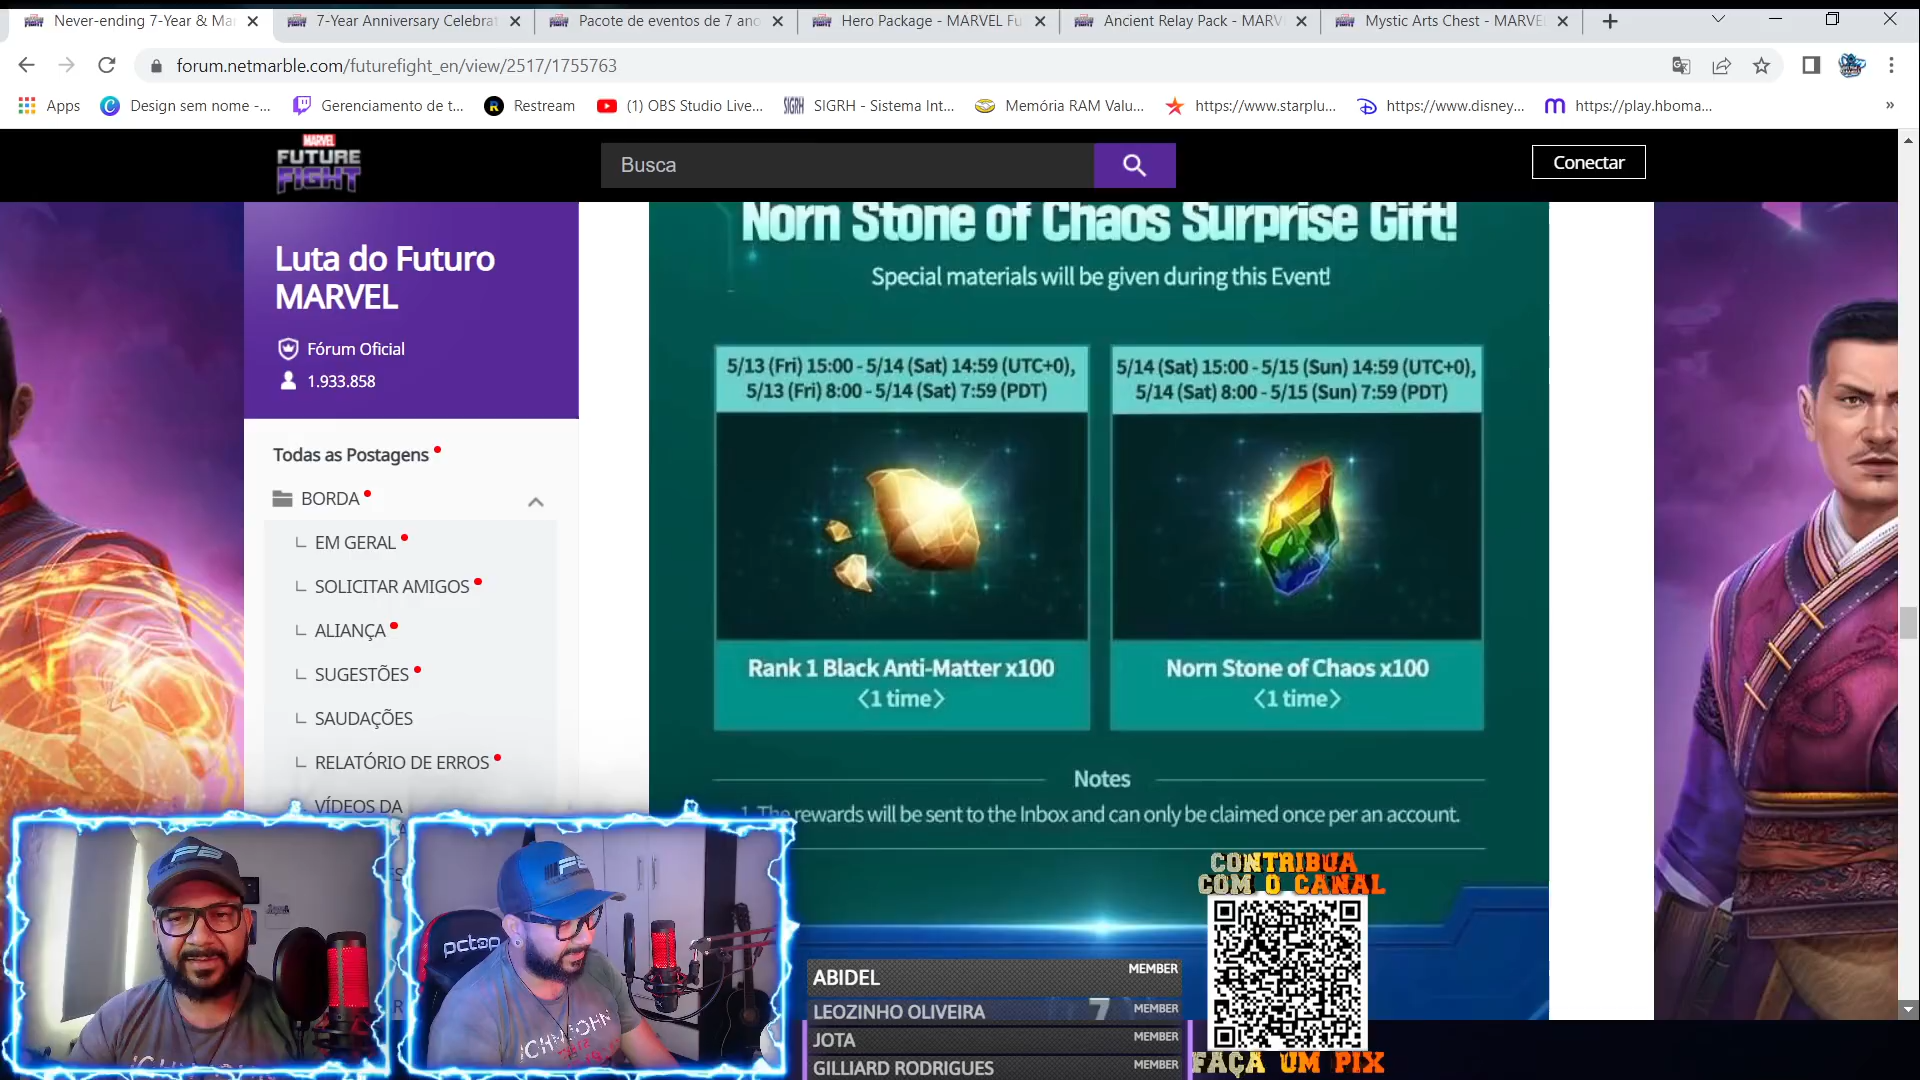 Never-ending 7-Year & Ma
7-Year Anniversary Celebrat
Pacote de eventos de 7 ano
Hero Package - MARVEL Fu
Ancient Relay Pack - MARV
Mystic Arts Chest - MARVE
forum.netmarble.com/futurefight_en/view/2517/1755763
Apps
Design sem nome -...
Gerenciamento de t...
Restream
(1) OBS Studio Live...
SIGRH - Sistema Int...
Memória RAM Valu...
https://www.starplu...
https://www.disney...
https://play.hboma...
»
MARVEL
FUTURE
FIGHT
Busca
Conectar
Luta do Futuro
MARVEL
Fórum Oficial
1.933.858
Todas as Postagens
BORDA
EM GERAL
SOLICITAR AMIGOS
ALIANÇA
SUGESTÕES
SAUDAÇÕES
RELATÓRIO DE ERROS
VÍDEOS DA
Norn Stone of Chaos Surprise Gift!
Special materials will be given during this Event!
5/13 (Fri) 15:00 - 5/14 (Sat) 14:59 (UTC+0),
5/13 (Fri) 8:00 - 5/14 (Sat) 7:59 (PDT)
Rank 1 Black Anti-Matter x100
<1 time>
5/14 (Sat) 15:00 - 5/15 (Sun) 14:59 (UTC+0),
5/14 (Sat) 8:00 - 5/15 (Sun) 7:59 (PDT)
Norn Stone of Chaos x100
<1 time>
Notes
1. The rewards will be sent to the Inbox and can only be claimed once per an account.
pctop
CONTRIBUA
COM O CANAL
FAÇA UM PIX
ABIDEL MEMBER
LEOZINHO OLIVEIRA 7 MEMBER
JOTA MEMBER
GILLIARD RODRIGUES MEMBER